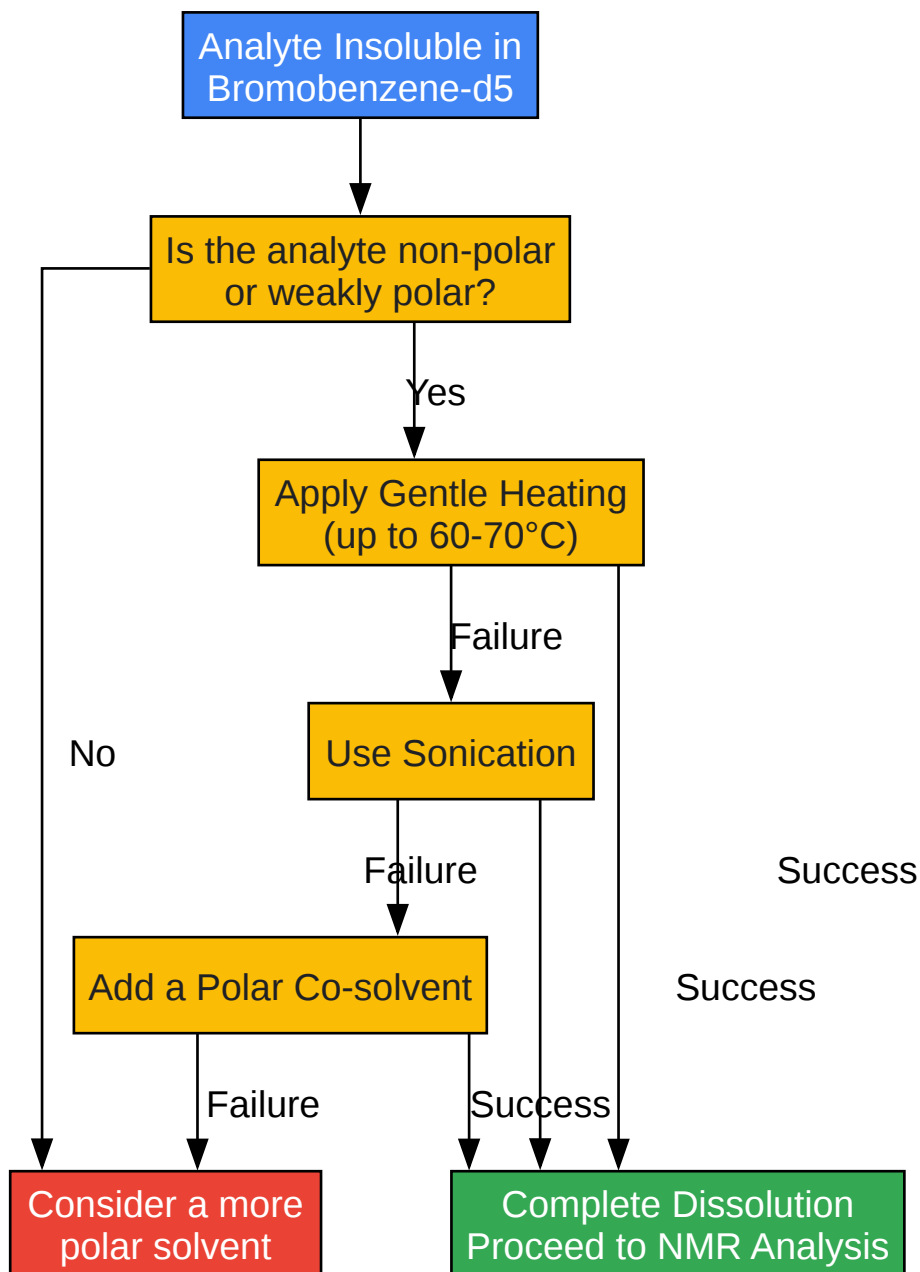 Analyte Insoluble in
Bromobenzene-d5
Is the analyte non-polar
or weakly polar?
Yes
Apply Gentle Heating
(up to 60-70°C)
Failure
Use Sonication
No
Failure
Success
Add a Polar Co-solvent
Success
Failure
Success
Consider a more
polar solvent
Complete Dissolution
Proceed to NMR Analysis